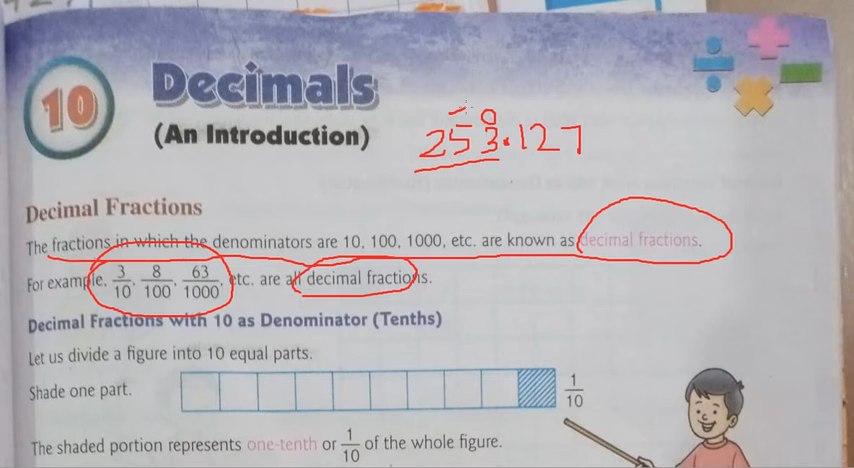 10
Decimals
(An Introduction)
253.127
Decimal Fractions
The fractions in which the denominators are 10, 100, 1000, etc. are known as decimal fractions.
For example, 3/10, 8/100, 63/1000, etc. are all decimal fractions.
Decimal Fractions with 10 as Denominator (Tenths)
Let us divide a figure into 10 equal parts.
Shade one part. 1/10
The shaded portion represents one-tenth or 1/10 of the whole figure.